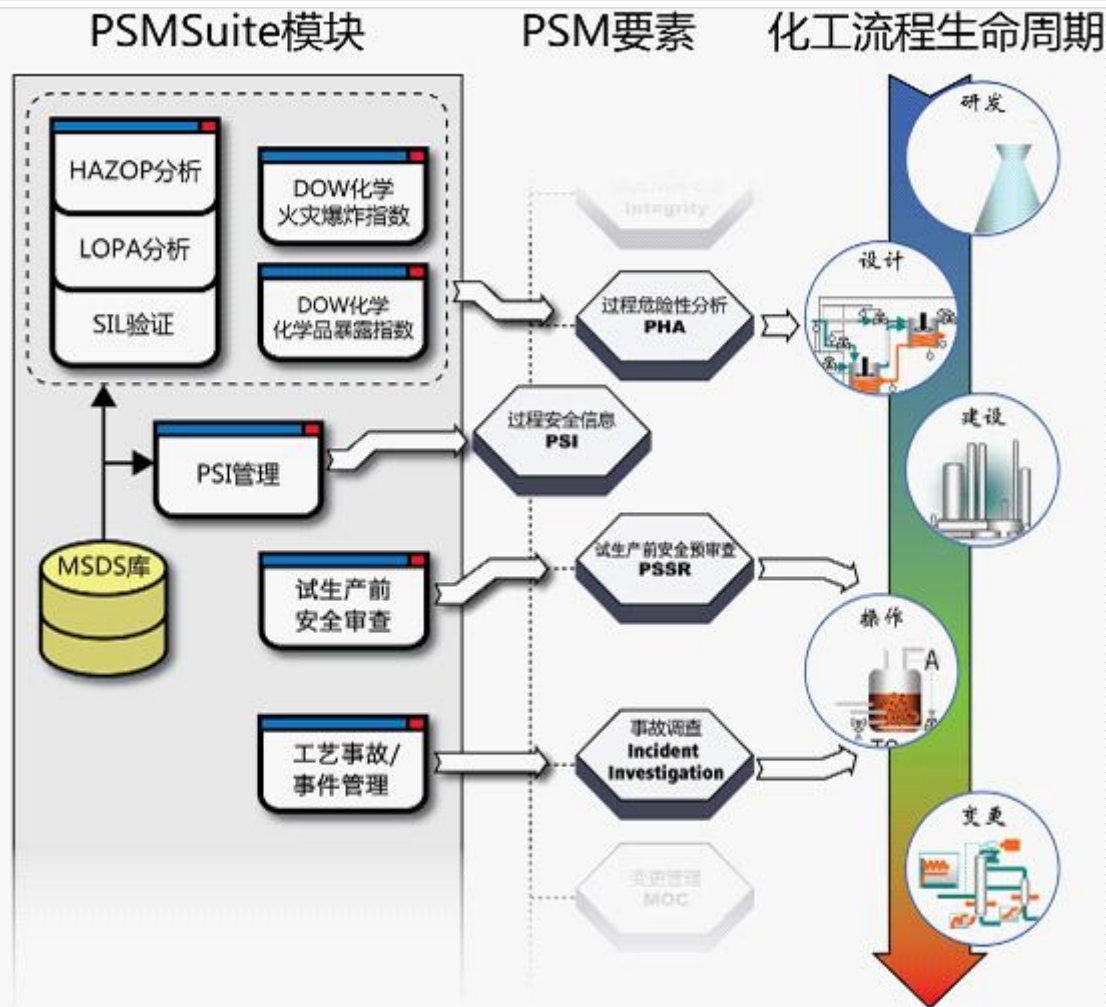 PSMSuite模块
PSM要素
化工流程生命周期
HAZOP分析
LOPA分析
SIL验证
DOW化学
火灾爆炸指数
DOW化学
化学品暴露指数
PSI管理
MSDS库
试生产前
安全审查
工艺事故/
事件管理
Integrity
过程危险性分析
PHA
过程安全信息
PSI
试生产前安全预审查
PSSR
事故调查
Incident
Investigation
变更管理
MOC
研发
设计
建设
操作
A
变更